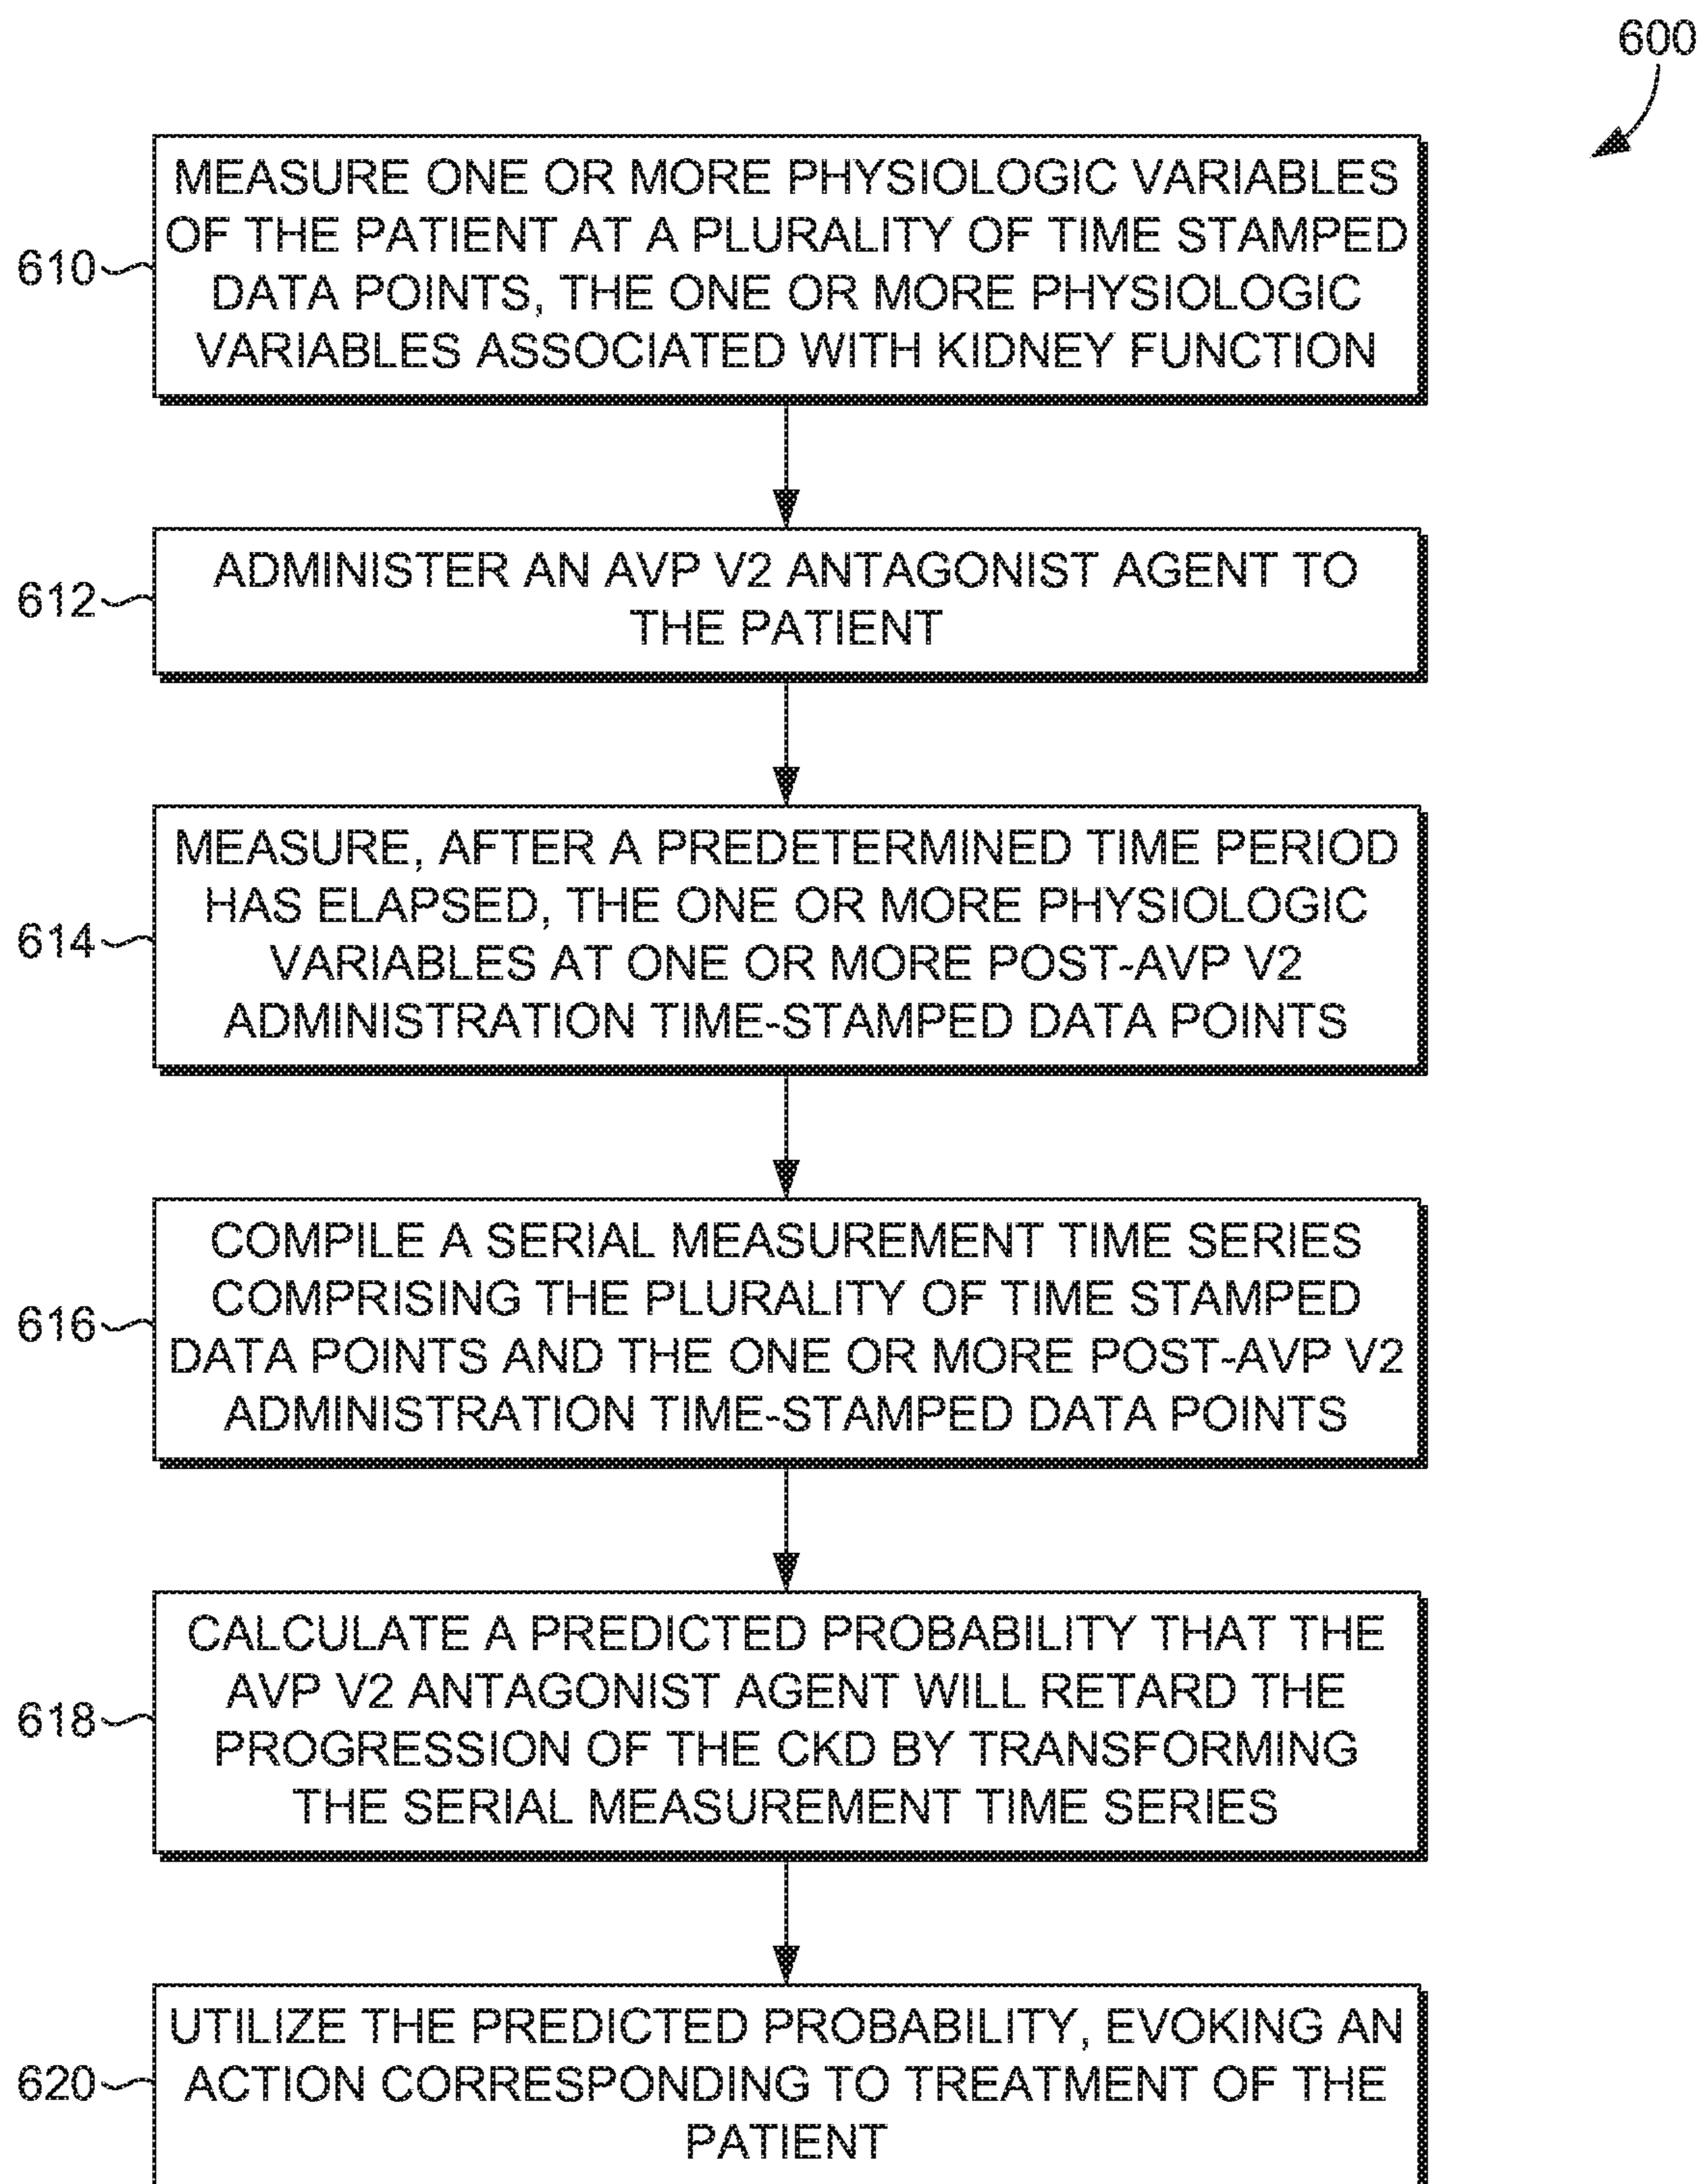 600
MEASURE ONE OR MORE PHYSIOLOGIC VARIABLES
OF THE PATIENT AT A PLURALITY OF TIME STAMPED
DATA POINTS, THE ONE OR MORE PHYSIOLOGIC
VARIABLES ASSOCIATED WITH KIDNEY FUNCTION
610
ADMINISTER AN AVP V2 ANTAGONIST AGENT TO
THE PATIENT
612
MEASURE, AFTER A PREDETERMINED TIME PERIOD
HAS ELAPSED, THE ONE OR MORE PHYSIOLOGIC
VARIABLES AT ONE OR MORE POST-AVP V2
ADMINISTRATION TIME-STAMPED DATA POINTS
614
COMPILE A SERIAL MEASUREMENT TIME SERIES
COMPRISING THE PLURALITY OF TIME STAMPED
DATA POINTS AND THE ONE OR MORE POST-AVP V2
ADMINISTRATION TIME-STAMPED DATA POINTS
616
CALCULATE A PREDICTED PROBABILITY THAT THE
AVP V2 ANTAGONIST AGENT WILL RETARD THE
PROGRESSION OF THE CKD BY TRANSFORMING
THE SERIAL MEASUREMENT TIME SERIES
618
UTILIZE THE PREDICTED PROBABILITY, EVOKING AN
ACTION CORRESPONDING TO TREATMENT OF THE
PATIENT
620